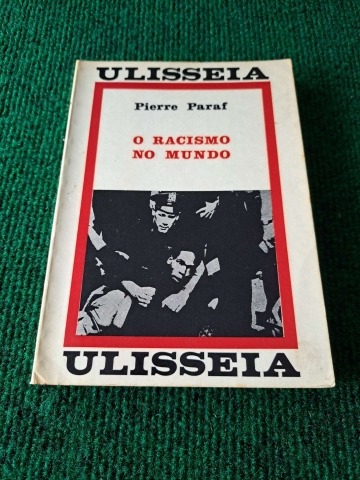 ULISSEIA
Pierre Paraf
O RACISMO
NO MUNDO
ULISSEIA